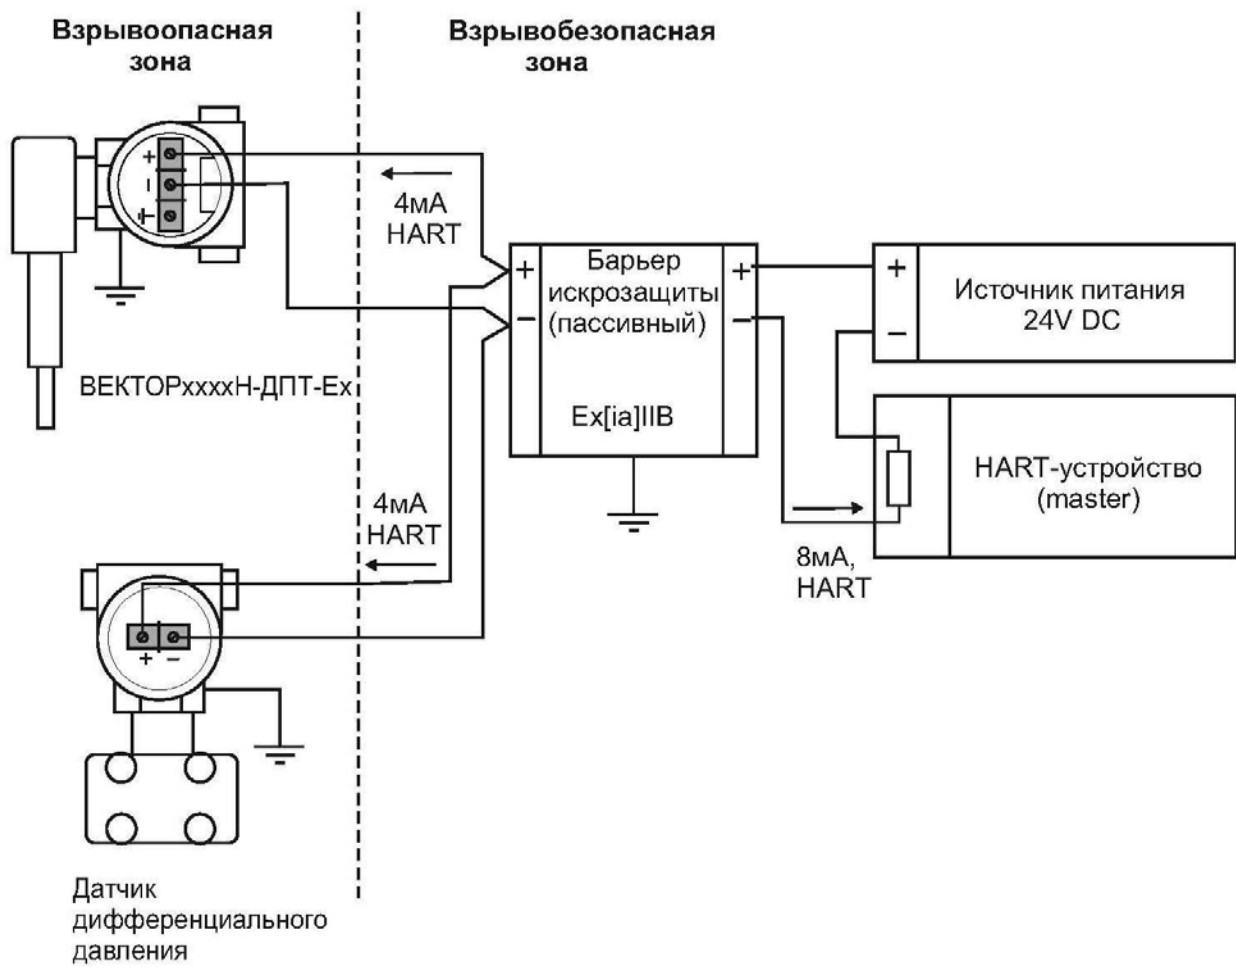 Взрывоопасная
зона
Взрывобезопасная
зона
+
−
4мА
HART
+
−
Барьер
искрозащиты
(пассивный)
Ex[ia]IIB
+
−
+
−
Источник питания
24V DC
ВЕКТОРxxxxН-ДПТ-Ex
HART-устройство
(master)
4мА
HART
8мА,
HART
+ −
Датчик
дифференциального
давления